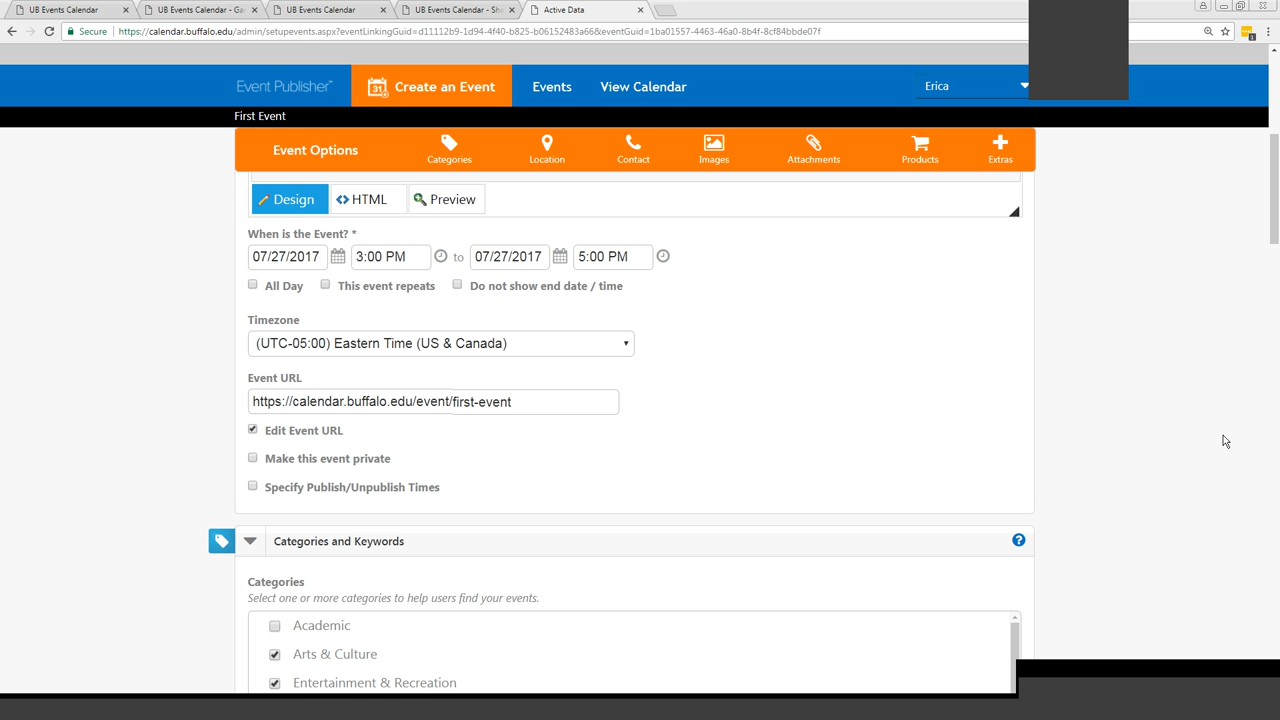 UB Events Calendar
UB Events Calendar - Ga
UB Events Calendar
UB Events Calendar - Sha
Active Data
Secure https://calendar.buffalo.edu/admin/setupevents.aspx?eventLinkingGuid=d11112b9-1d94-4f40-b825-b16152483a66&eventGuid=1ba01557-4463-46a0-8b4f-8cf84bbde07f
Event Publisher™ 31 Create an Event Events View Calendar Erica
First Event
Event Options Categories Location Contact Images Attachments Products Extras
Design HTML Preview
When is the Event? *
07/27/2017 3:00 PM to 07/27/2017 5:00 PM
All Day This event repeats Do not show end date / time
Timezone
(UTC-05:00) Eastern Time (US & Canada)
Event URL
https://calendar.buffalo.edu/event/first-event
Edit Event URL
Make this event private
Specify Publish/Unpublish Times
Categories and Keywords ?
Categories
Select one or more categories to help users find your events.
Academic
Arts & Culture
Entertainment & Recreation